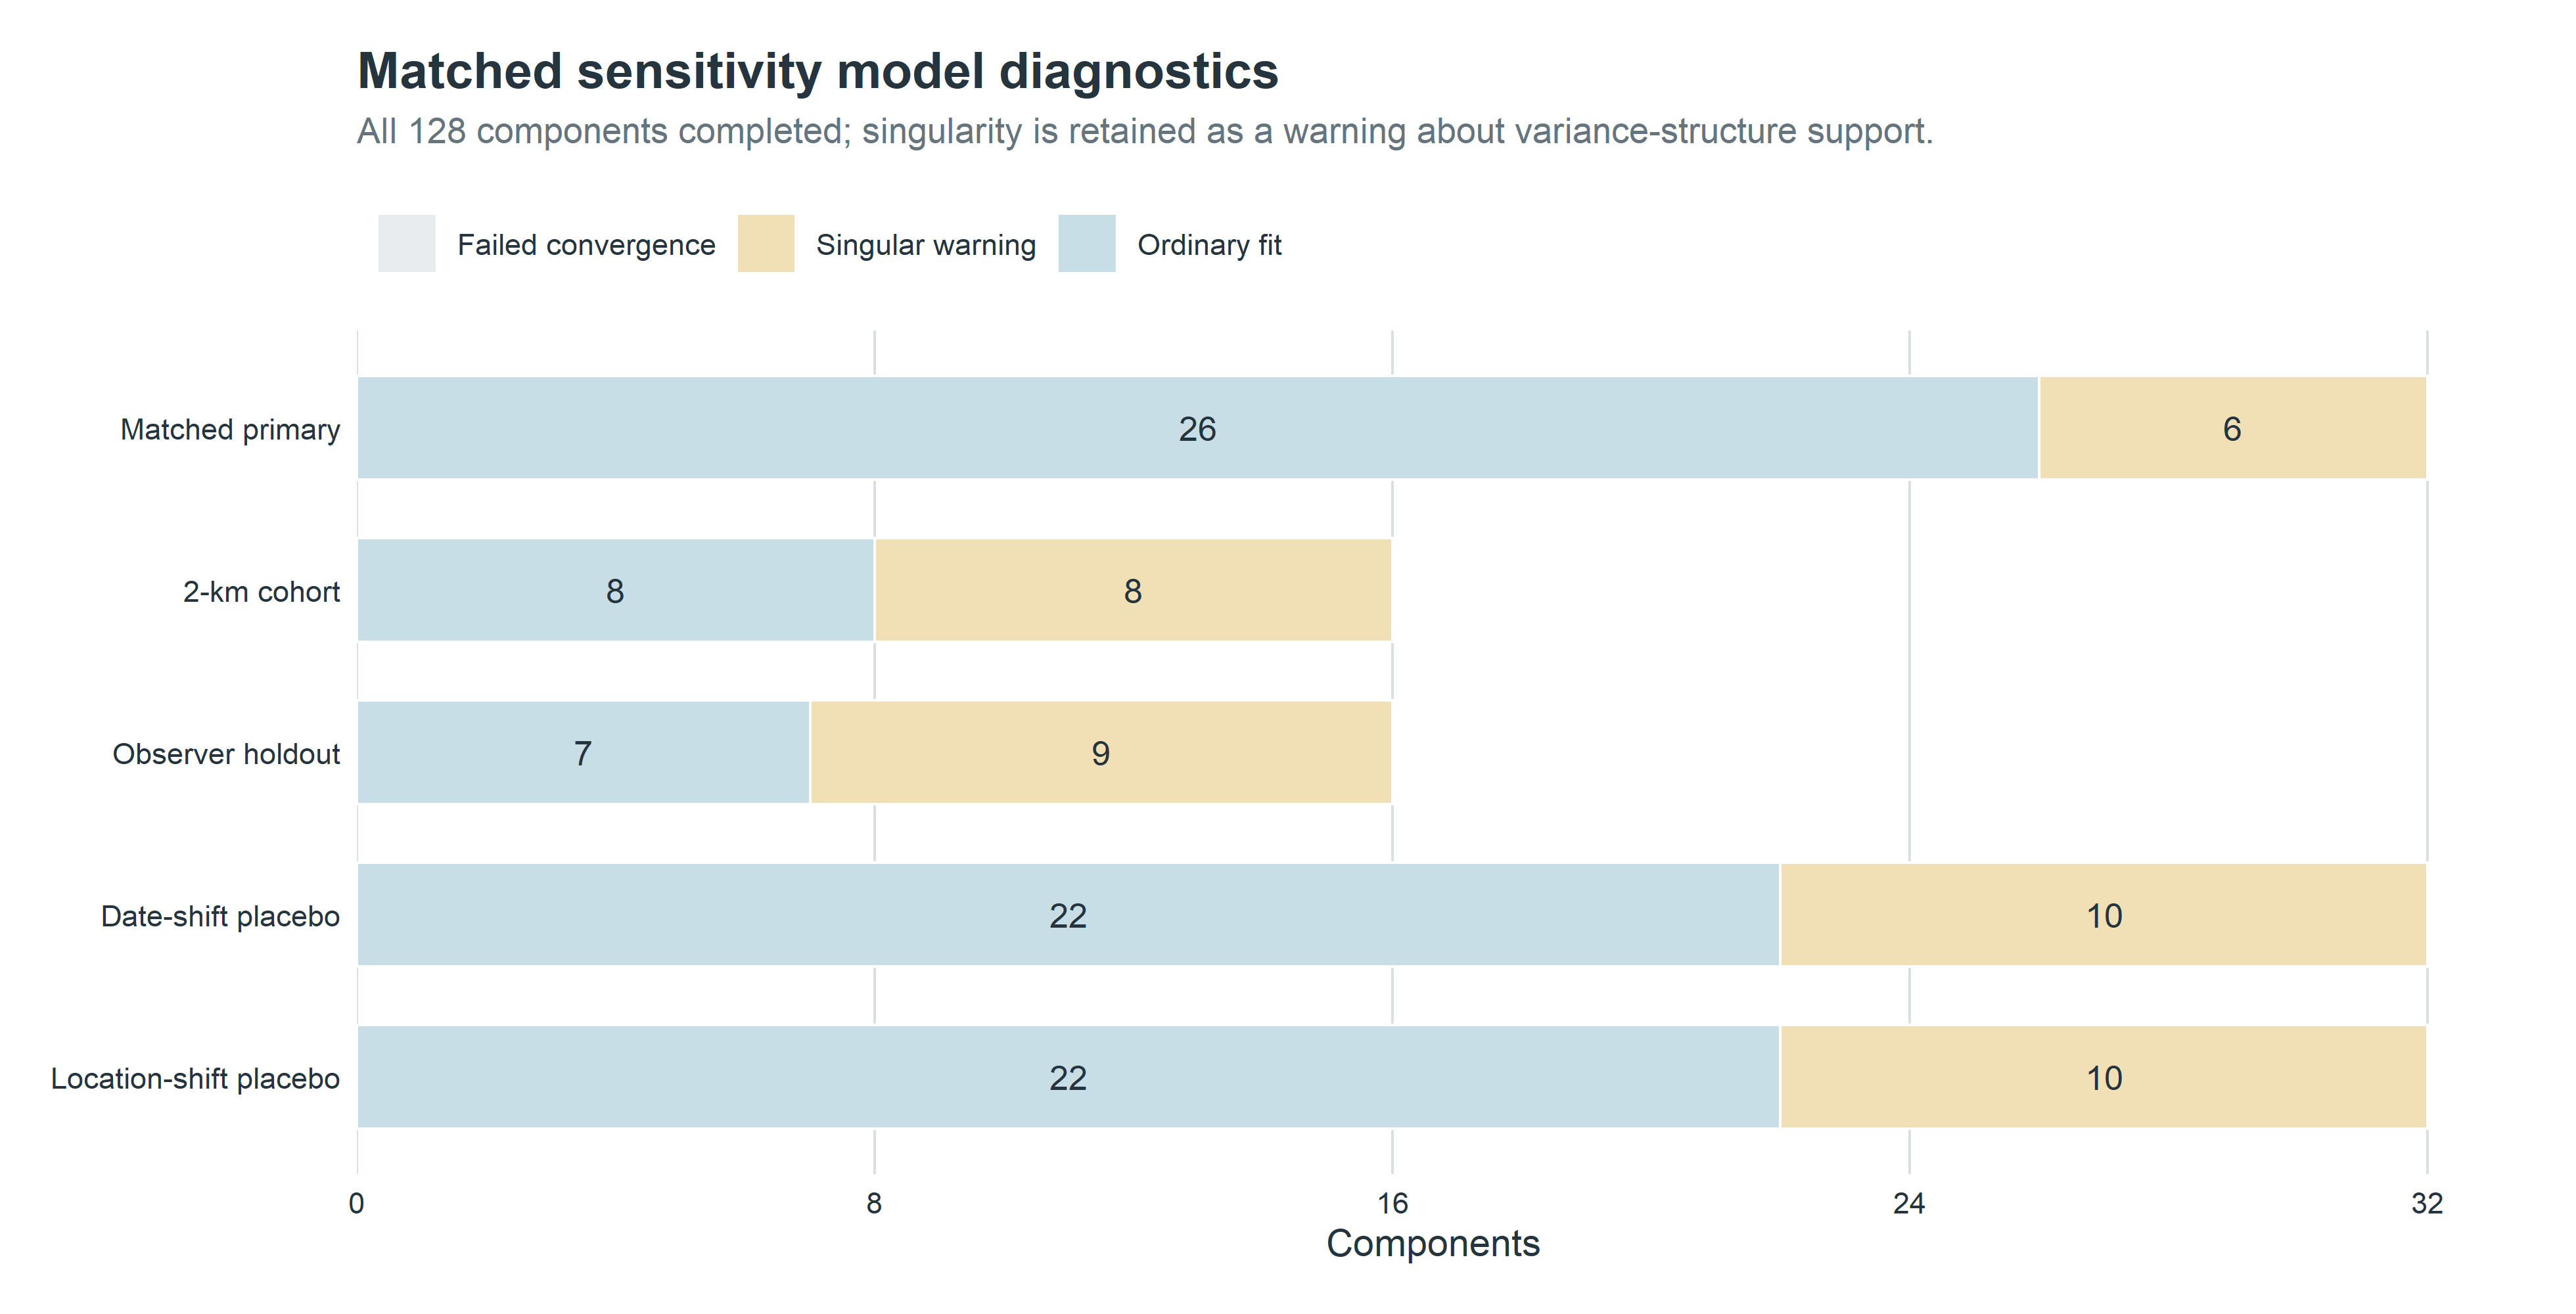 Matched sensitivity model diagnostics
All 128 components completed; singularity is retained as a warning about variance-structure support.
Failed convergence Singular warning Ordinary fit
Matched primary 26 6
2-km cohort 8 8
Observer holdout 7 9
Date-shift placebo 22 10
Location-shift placebo 22 10
0 8 16 24 32
Components